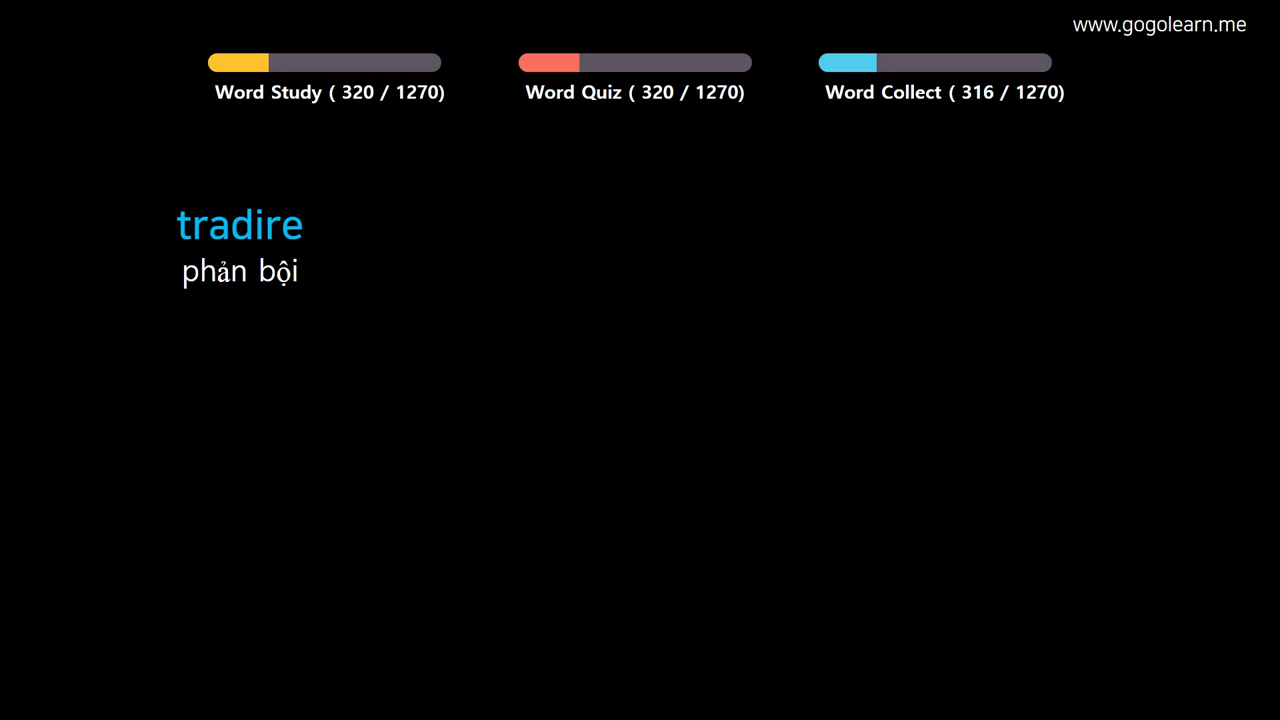 www.gogolearn.me
Word Study ( 320 / 1270)
Word Quiz ( 320 / 1270)
Word Collect ( 316 / 1270)
tradire
phản bội